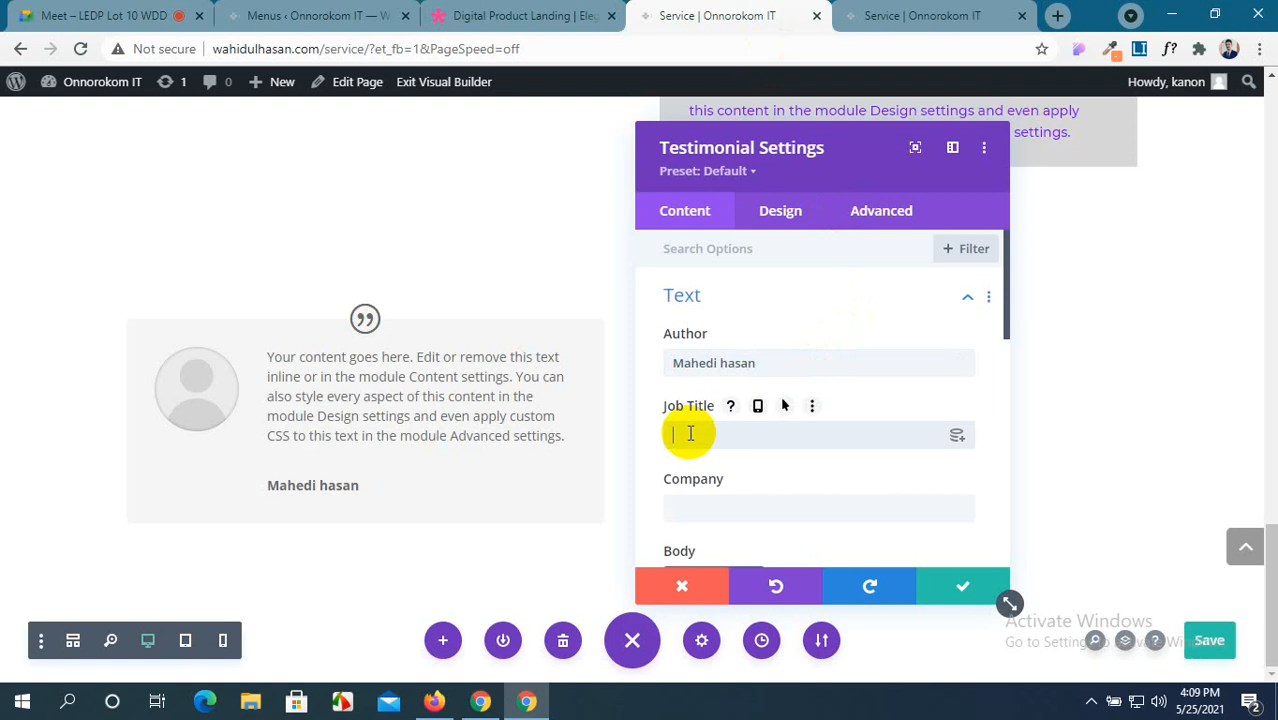 Meet – LEDP Lot 10 WDD
Menus ‹ Onnorokom IT — W
Digital Product Landing | Eleg
Service | Onnorokom IT
Service | Onnorokom IT
Not secure
wahidulhasan.com/service/?et_fb=1&PageSpeed=off
Onnorokom IT
1
0
New
Edit Page
Exit Visual Builder
Howdy, kanon
this content in the module Design settings and even apply
settings.
Testimonial Settings
Preset: Default
Content
Design
Advanced
Search Options
+ Filter
Text
Author
Mahedi hasan
Job Title
Company
Body
Your content goes here. Edit or remove this text
inline or in the module Content settings. You can
also style every aspect of this content in the
module Design settings and even apply custom
CSS to this text in the module Advanced settings.
Mahedi hasan
Activate Windows
Go to Settings to Activate Wi
Save
4:09 PM
5/25/2021
2